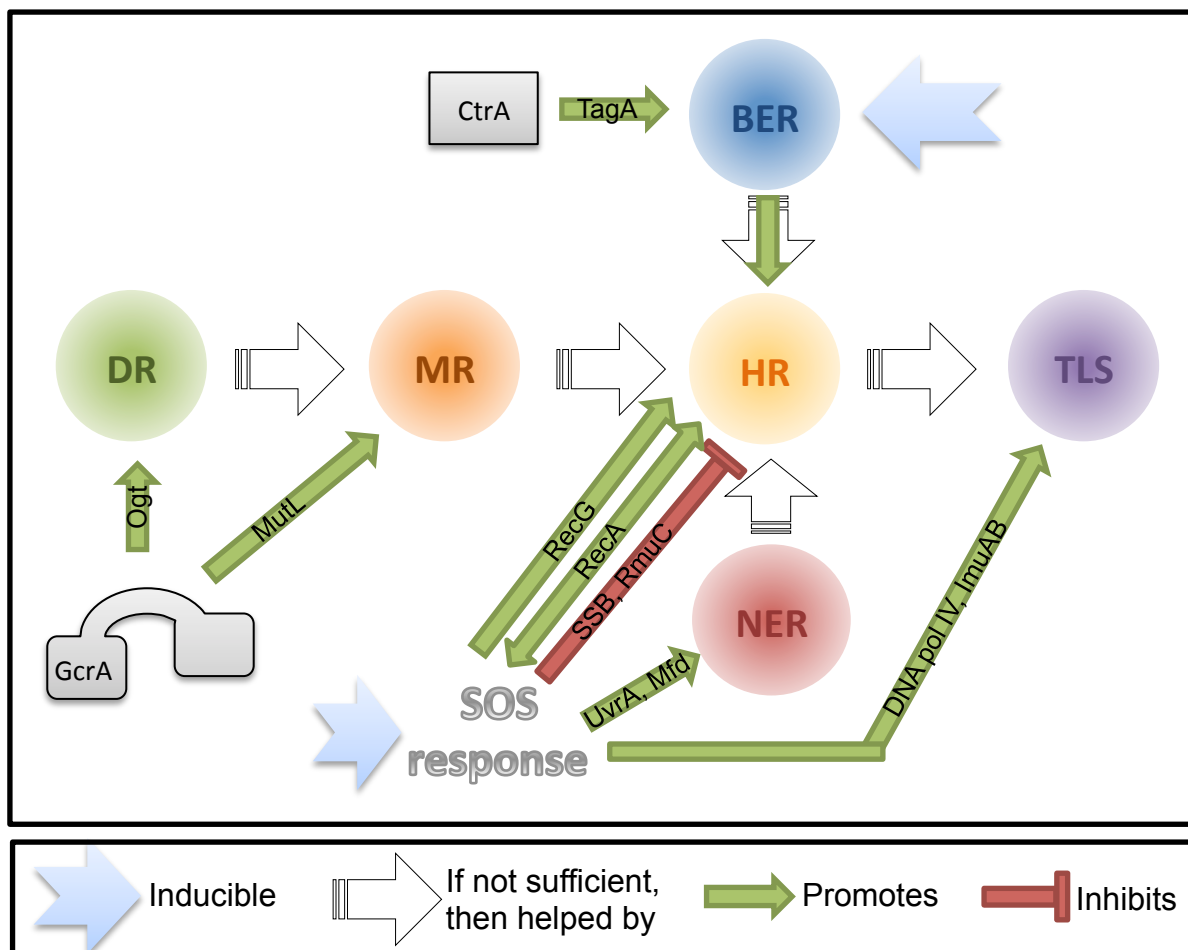 CtrA
TagA
BER
DR
MR
HR
TLS
Ogt
MutL
RecG
RecA
SSB, RmuC
NER
DNA pol IV, ImuAB
GcrA
UvrA, Mfd
SOS
response
Inducible
If not sufficient,
then helped by
Promotes
Inhibits